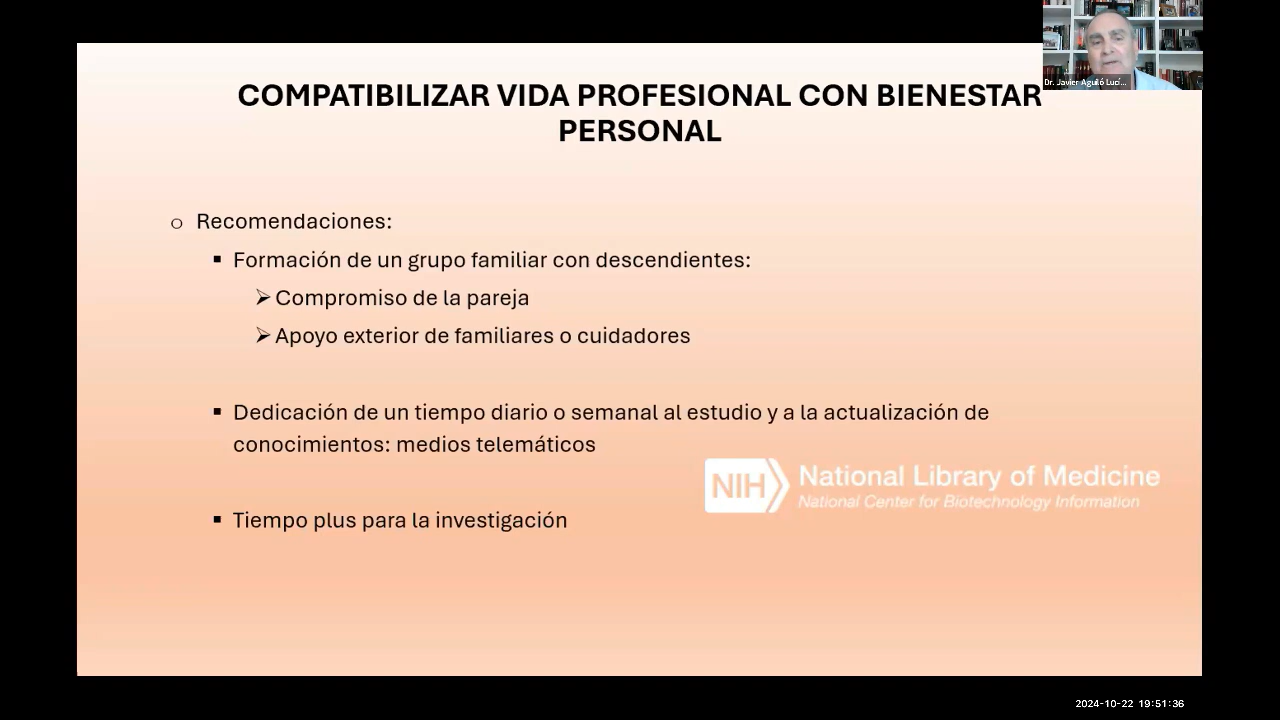 Dr. Javier Aguiló Lucí...
COMPATIBILIZAR VIDA PROFESIONAL CON BIENESTAR
PERSONAL
Recomendaciones:
Formación de un grupo familiar con descendientes:
Compromiso de la pareja
Apoyo exterior de familiares o cuidadores
Dedicación de un tiempo diario o semanal al estudio y a la actualización de
conocimientos: medios telemáticos
NIH National Library of Medicine
National Center for Biotechnology Information
Tiempo plus para la investigación
2024-10-22 19:51:36